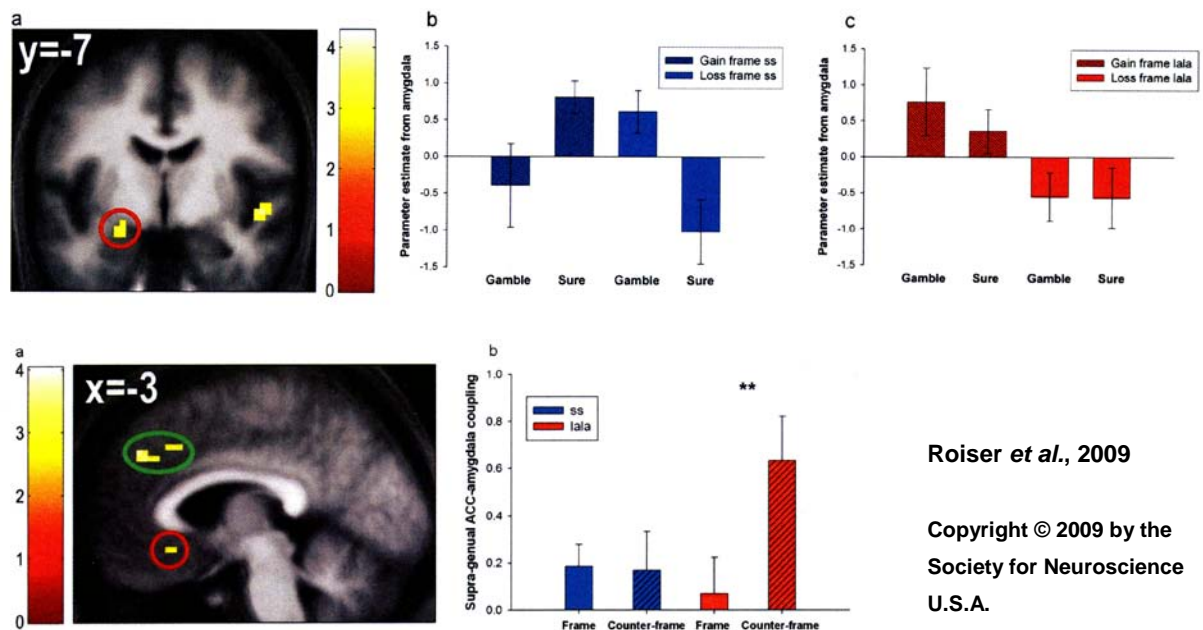 a
y=-7
4
3
2
1
0
b
Parameter estimate from amygdala
1.5
1.0
0.5
0.0
-0.5
-1.0
-1.5
Gain frame ss
Loss frame ss
Gamble Sure Gamble Sure
c
Parameter estimate from amygdala
1.5
1.0
0.5
0.0
-0.5
-1.0
-1.5
Gain frame lala
Loss frame lala
Gamble Sure Gamble Sure
a
4
3
2
1
0
x=-3
b
Supra-genual ACC-amygdala coupling
1.0
0.8
0.6
0.4
0.2
0.0
ss
lala
**
Frame Counter-frame Frame Counter-frame
Roiser et al., 2009
Copyright © 2009 by the
Society for Neuroscience
U.S.A.